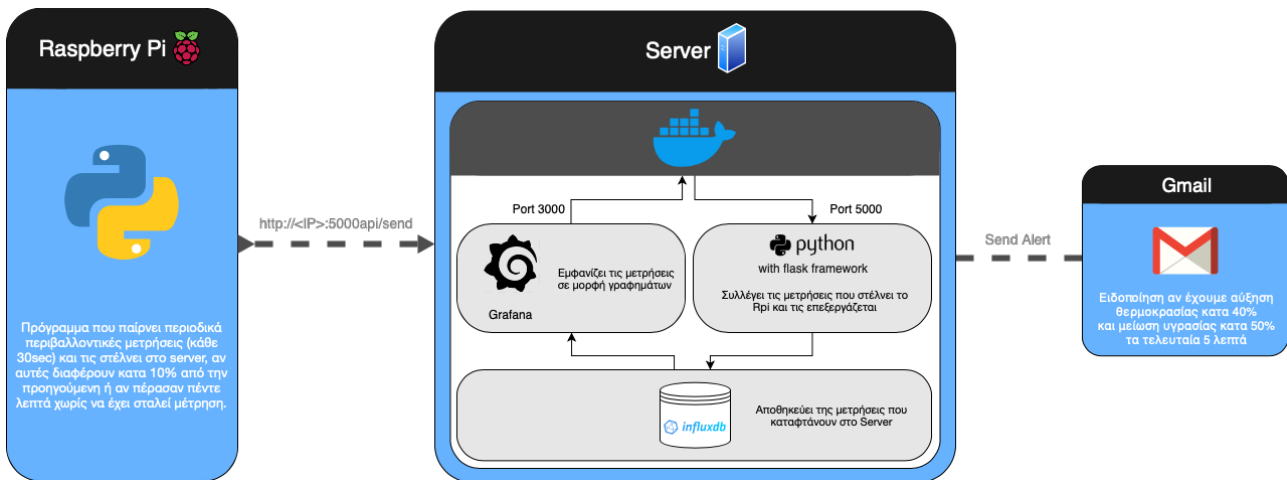 Raspberry Pi
Πρόγραμμα που παίρνει περιοδικά
περιβαλλοντικές μετρήσεις (κάθε
30sec) και τις στέλνει στο server, αν
αυτές διαφέρουν κατα 10% από την
προηγούμενη ή αν πέρασαν πέντε
λεπτά χωρίς να έχει σταλεί μέτρηση.
http://<IP>:5000api/send
Server
Port 3000
Port 5000
Grafana
Εμφανίζει τις μετρήσεις
σε μορφή γραφημάτων
python
with flask framework
Συλλέγει τις μετρήσεις που στέλνει το
Rpi και τις επεξεργάζεται
influxdb
Αποθηκεύει της μετρήσεις που
καταφτάνουν στο Server
Send Alert
Gmail
Ειδοποίηση αν έχουμε αύξηση
θερμοκρασίας κατα 40%
και μείωση υγρασίας κατα 50%
τα τελευταία 5 λεπτά